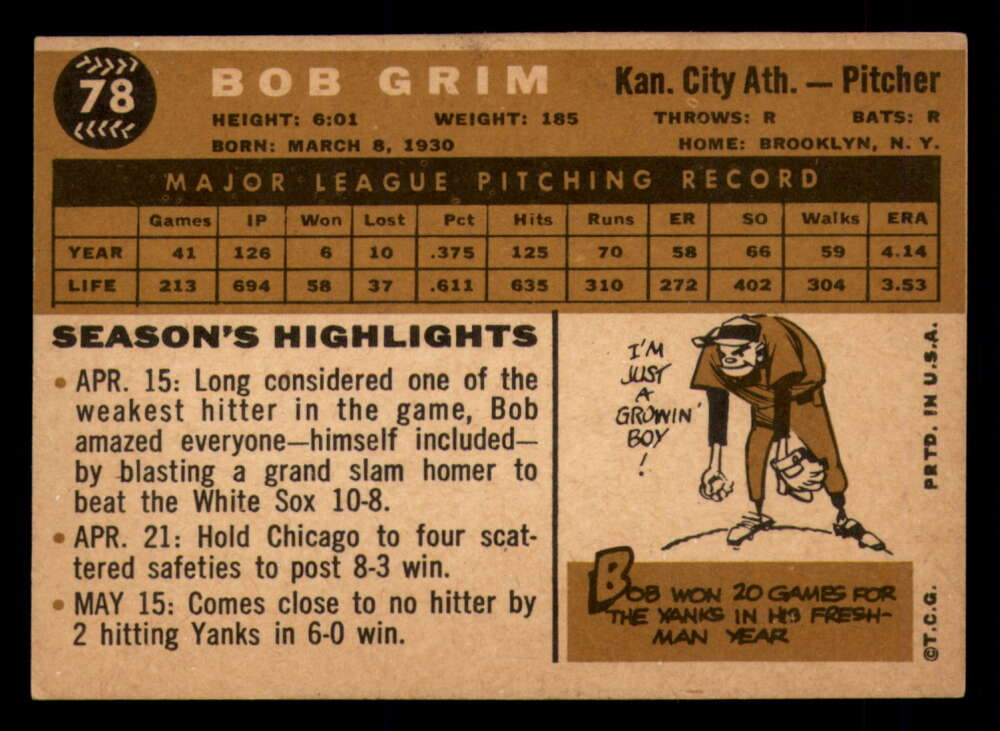 78
BOB GRIM
Kan. City Ath. — Pitcher
HEIGHT: 6:01 WEIGHT: 185 THROWS: R BATS: R
BORN: MARCH 8, 1930 HOME: BROOKLYN, N. Y.
MAJOR LEAGUE PITCHING RECORD
Games IP Won Lost Pct Hits Runs ER SO Walks ERA
YEAR 41 126 6 10 .375 125 70 58 66 59 4.14
LIFE 213 694 58 37 .611 635 310 272 402 304 3.53
SEASON'S HIGHLIGHTS
• APR. 15: Long considered one of the
weakest hitter in the game, Bob
amazed everyone—himself included—
by blasting a grand slam homer to
beat the White Sox 10-8.
• APR. 21: Hold Chicago to four scat-
tered safeties to post 8-3 win.
• MAY 15: Comes close to no hitter by
2 hitting Yanks in 6-0 win.
I'M
JUST
A
GROWIN'
BOY
!
BOB WON 20 GAMES FOR
THE YANKS IN HIS FRESH-
MAN YEAR
PRTD. IN U.S.A.
©T.C.G.